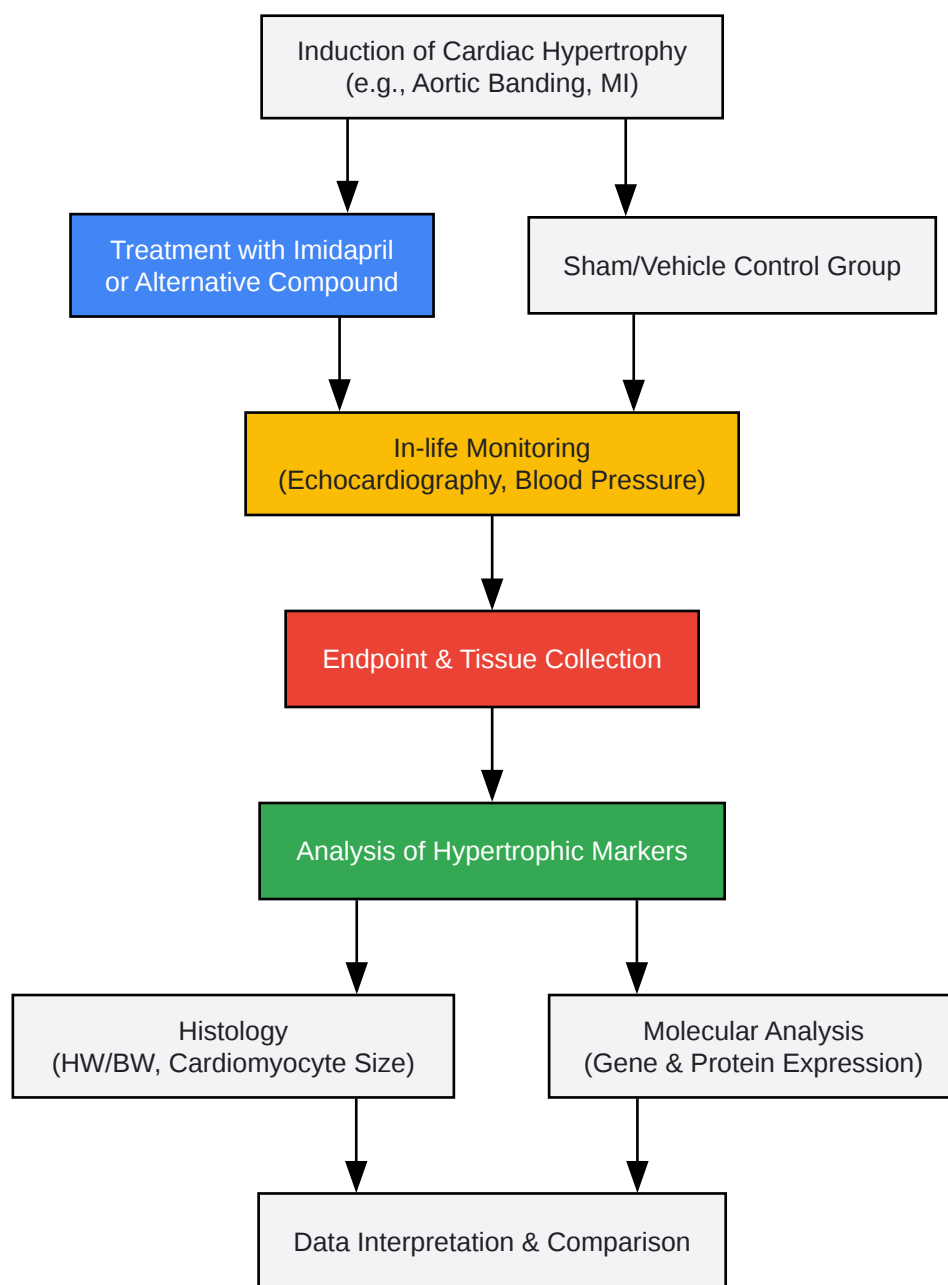 Induction of Cardiac Hypertrophy
(e.g., Aortic Banding, MI)
Treatment with Imidapril
or Alternative Compound
Sham/Vehicle Control Group
In-life Monitoring
(Echocardiography, Blood Pressure)
Endpoint & Tissue Collection
Analysis of Hypertrophic Markers
Histology
(HW/BW, Cardiomyocyte Size)
Molecular Analysis
(Gene & Protein Expression)
Data Interpretation & Comparison